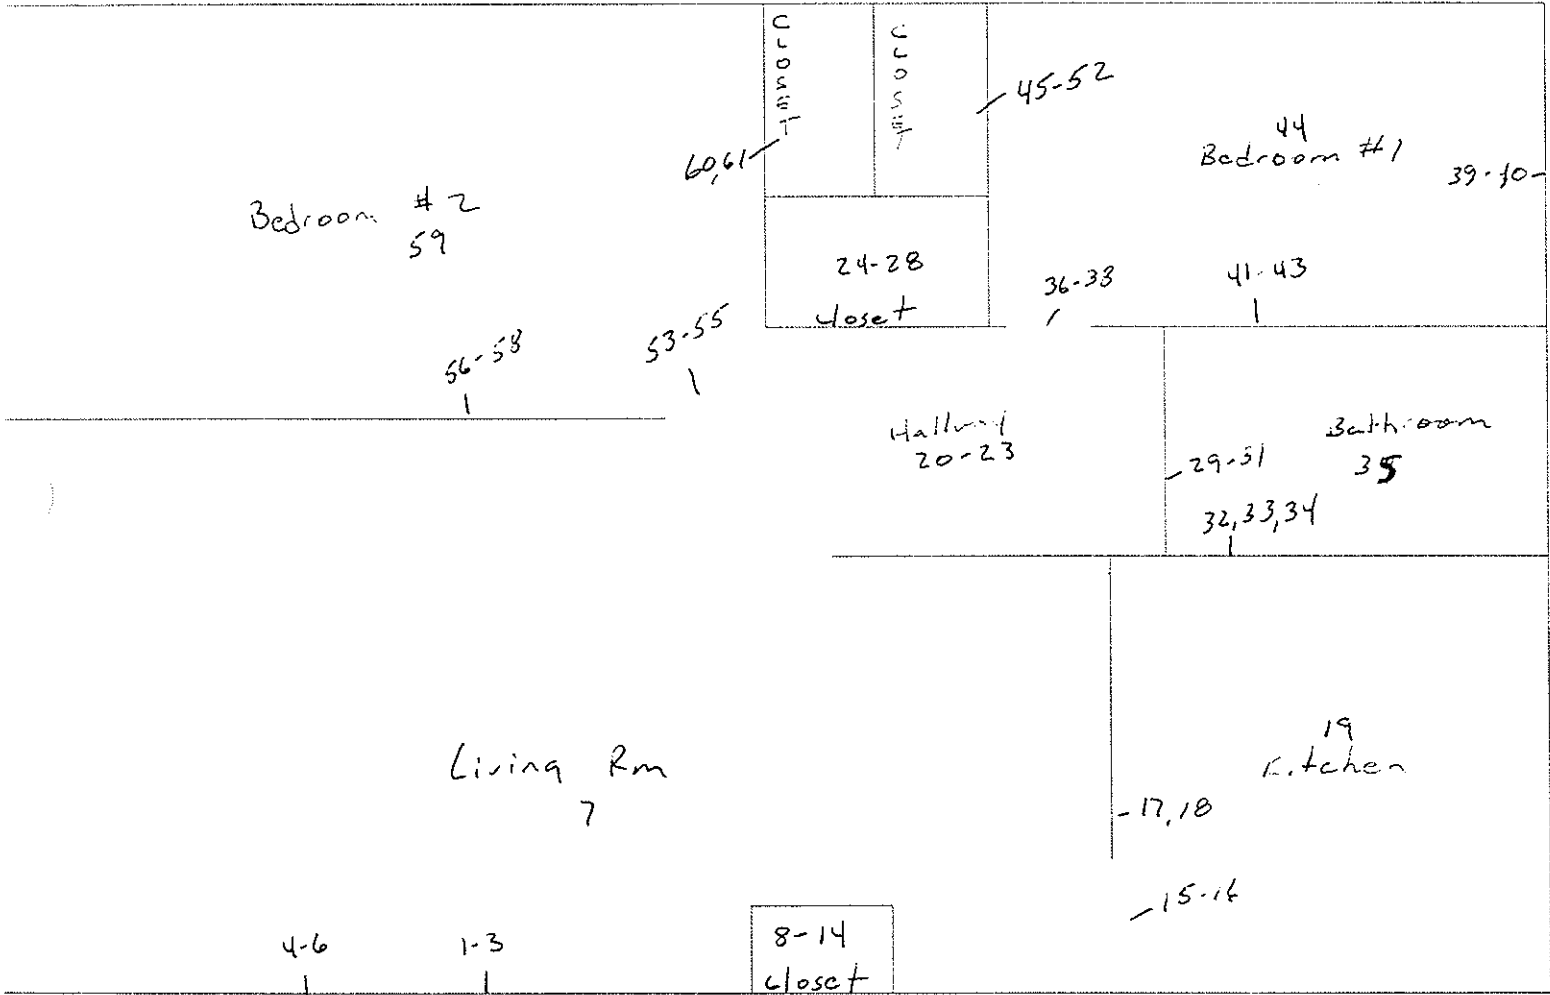 CLOSET
CLOSET
45-52
44
Bedroom #1
39-40
60,61
Bedroom #2
59
24-28
closet
36-38
41-43
53-55
56-58
Hallway
20-23
Bathroom
35
29-31
32,33,34
Living Rm
7
19
Kitchen
17,18
15-16
4-6
1-3
8-14
closet